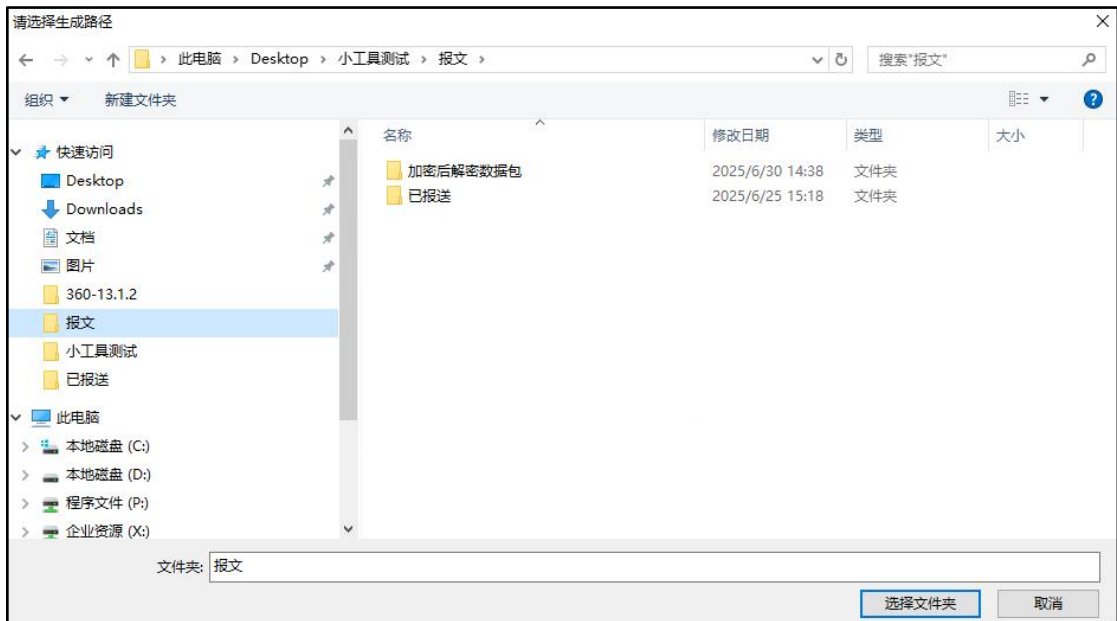 请选择生成路径
此电脑 > Desktop > 小工具测试 > 报文 >
搜索"报文"
组织
新建文件夹
名称 修改日期 类型 大小
快速访问
Desktop
Downloads
文档
图片
360-13.1.2
报文
小工具测试
已报送
此电脑
本地磁盘 (C:)
本地磁盘 (D:)
程序文件 (P:)
企业资源 (X:)
加密后解密数据包 2025/6/30 14:38 文件夹
已报送 2025/6/25 15:18 文件夹
文件夹: 报文
选择文件夹 取消